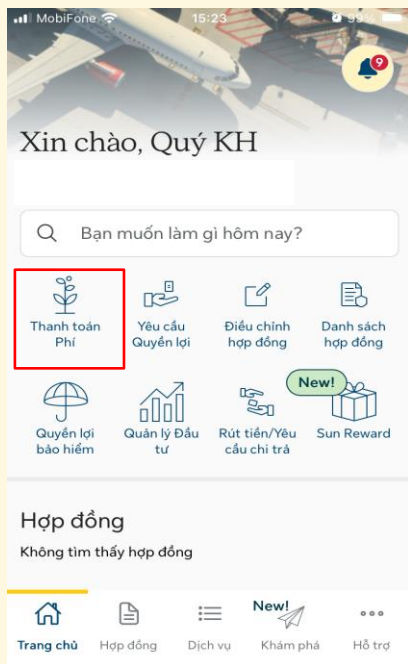 MobiFone 15:23 99%
9
Xin chào, Quý KH
Bạn muốn làm gì hôm nay?
Thanh toán Phí
Yêu cầu Quyền lợi
Điều chỉnh hợp đồng
Danh sách hợp đồng
New!
Quyền lợi bảo hiểm
Quản lý Đầu tư
Rút tiền/Yêu cầu chi trả
Sun Reward
Hợp đồng
Không tìm thấy hợp đồng
New!
Trang chủ Hợp đồng Dịch vụ Khám phá Hỗ trợ